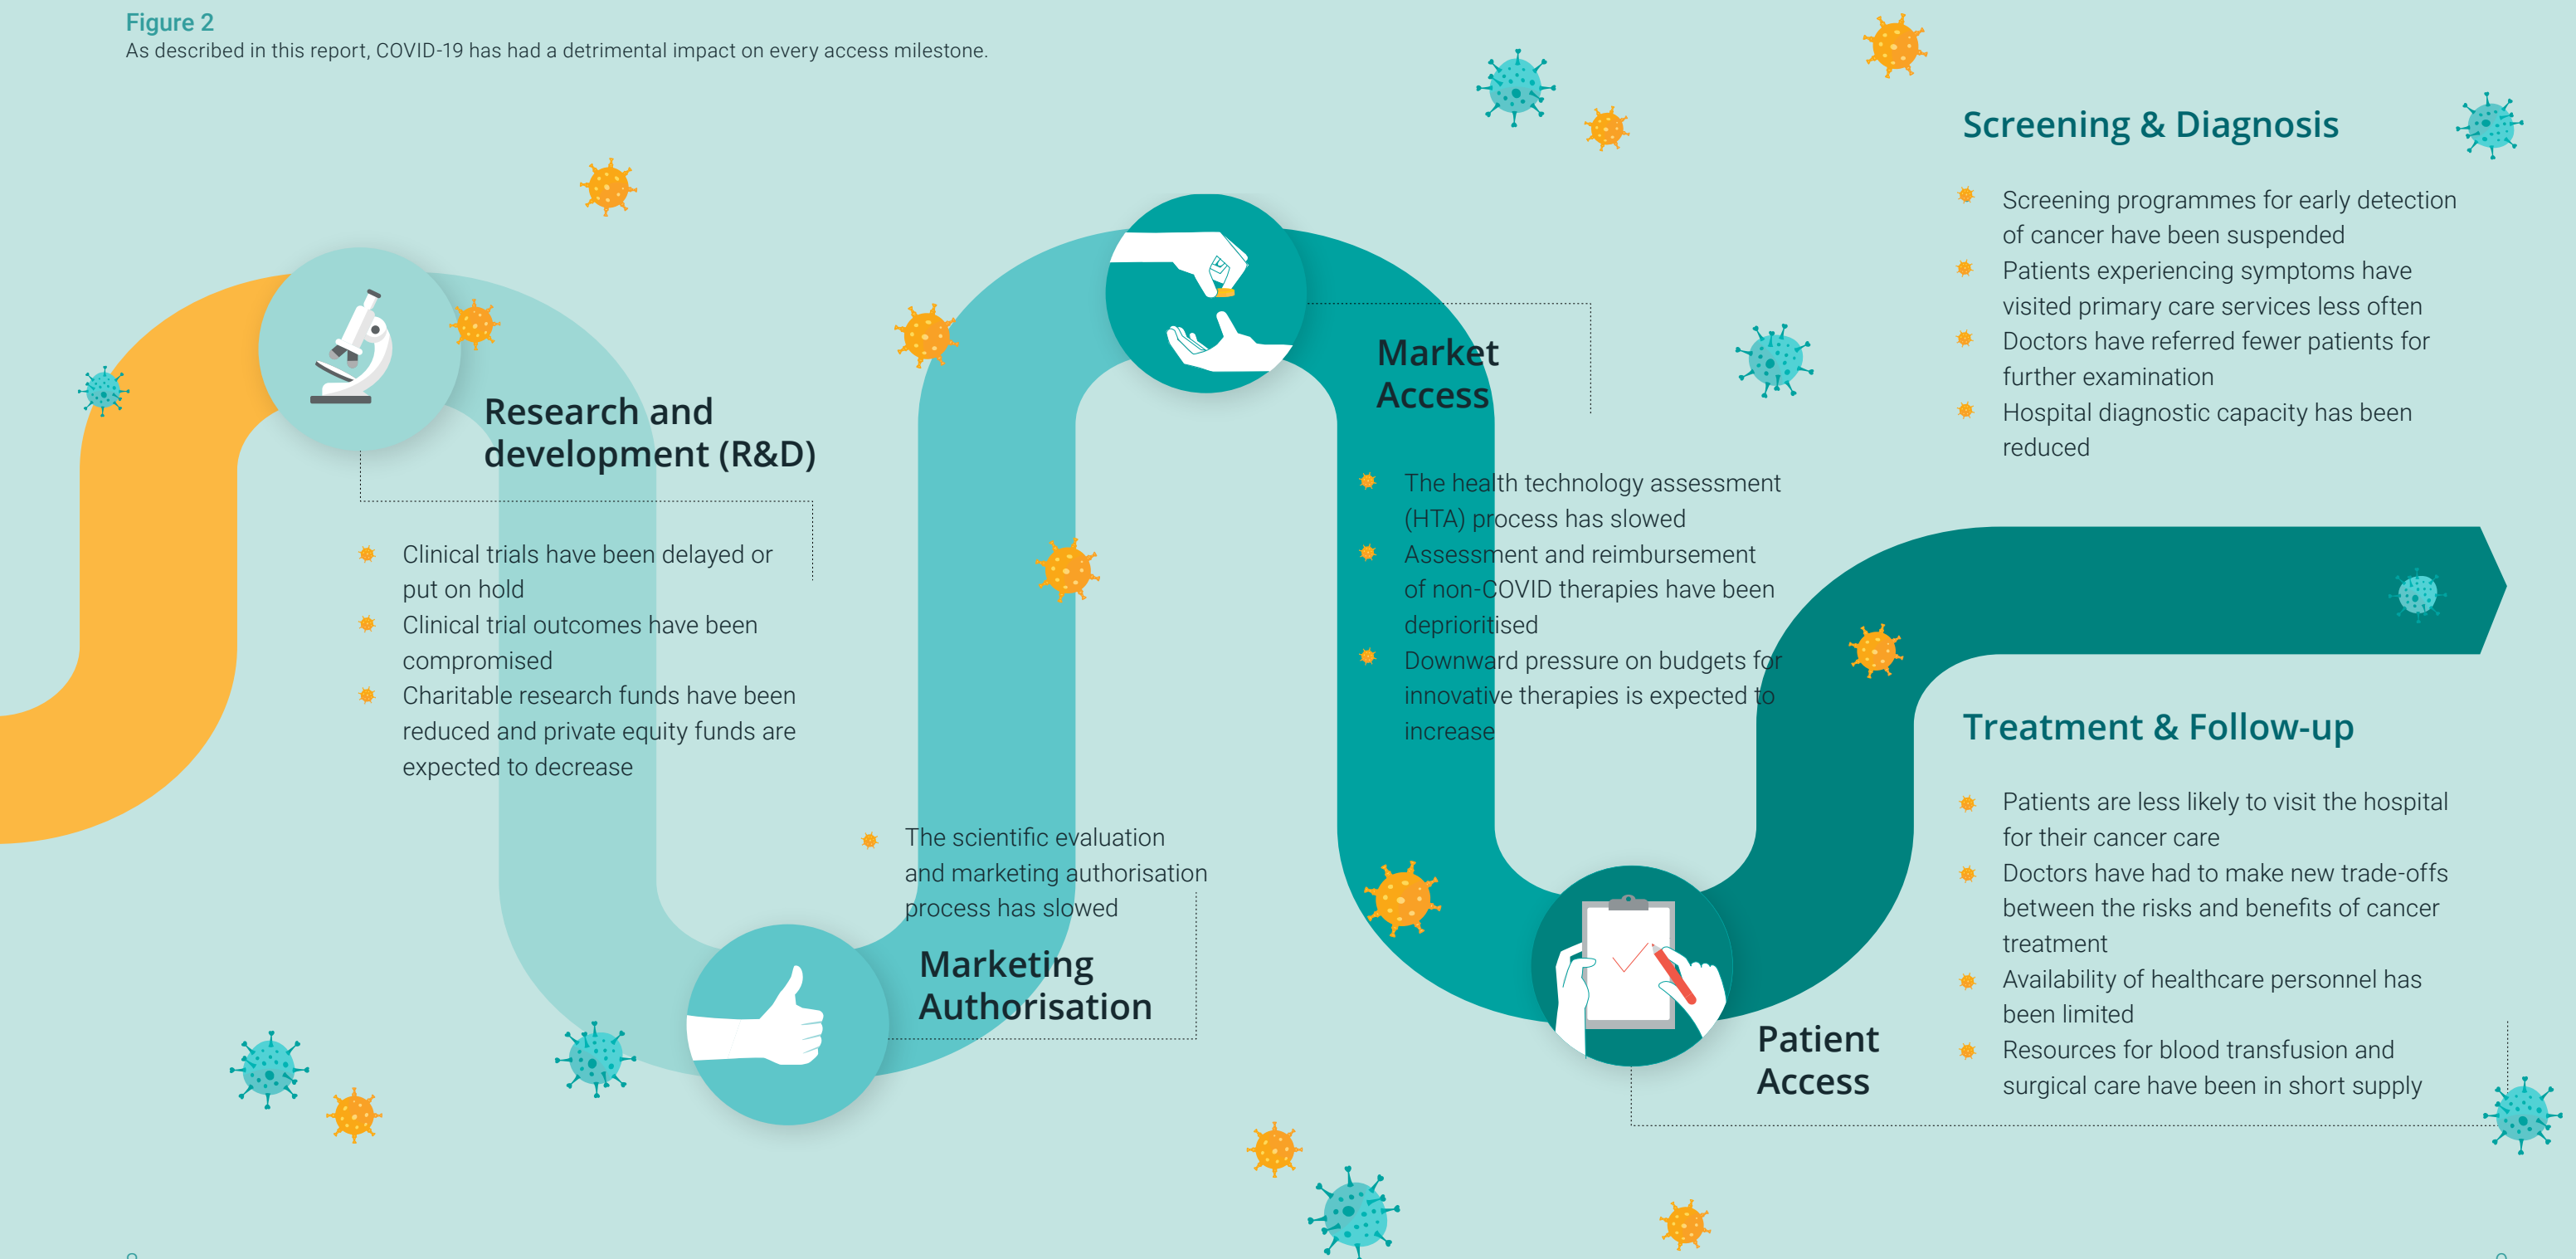 Figure 2
As described in this report, COVID-19 has had a detrimental impact on every access milestone.
Research and
development (R&D)
Clinical trials have been delayed or
put on hold
Clinical trial outcomes have been
compromised
Charitable research funds have been
reduced and private equity funds are
expected to decrease
The scientific evaluation
and marketing authorisation
process has slowed
Marketing
Authorisation
Market
Access
The health technology assessment
(HTA) process has slowed
Assessment and reimbursement
of non-COVID therapies have been
deprioritised
Downward pressure on budgets for
innovative therapies is expected to
increase
Patient
Access
Screening & Diagnosis
Screening programmes for early detection
of cancer have been suspended
Patients experiencing symptoms have
visited primary care services less often
Doctors have referred fewer patients for
further examination
Hospital diagnostic capacity has been
reduced
Treatment & Follow-up
Patients are less likely to visit the hospital
for their cancer care
Doctors have had to make new trade-offs
between the risks and benefits of cancer
treatment
Availability of healthcare personnel has
been limited
Resources for blood transfusion and
surgical care have been in short supply